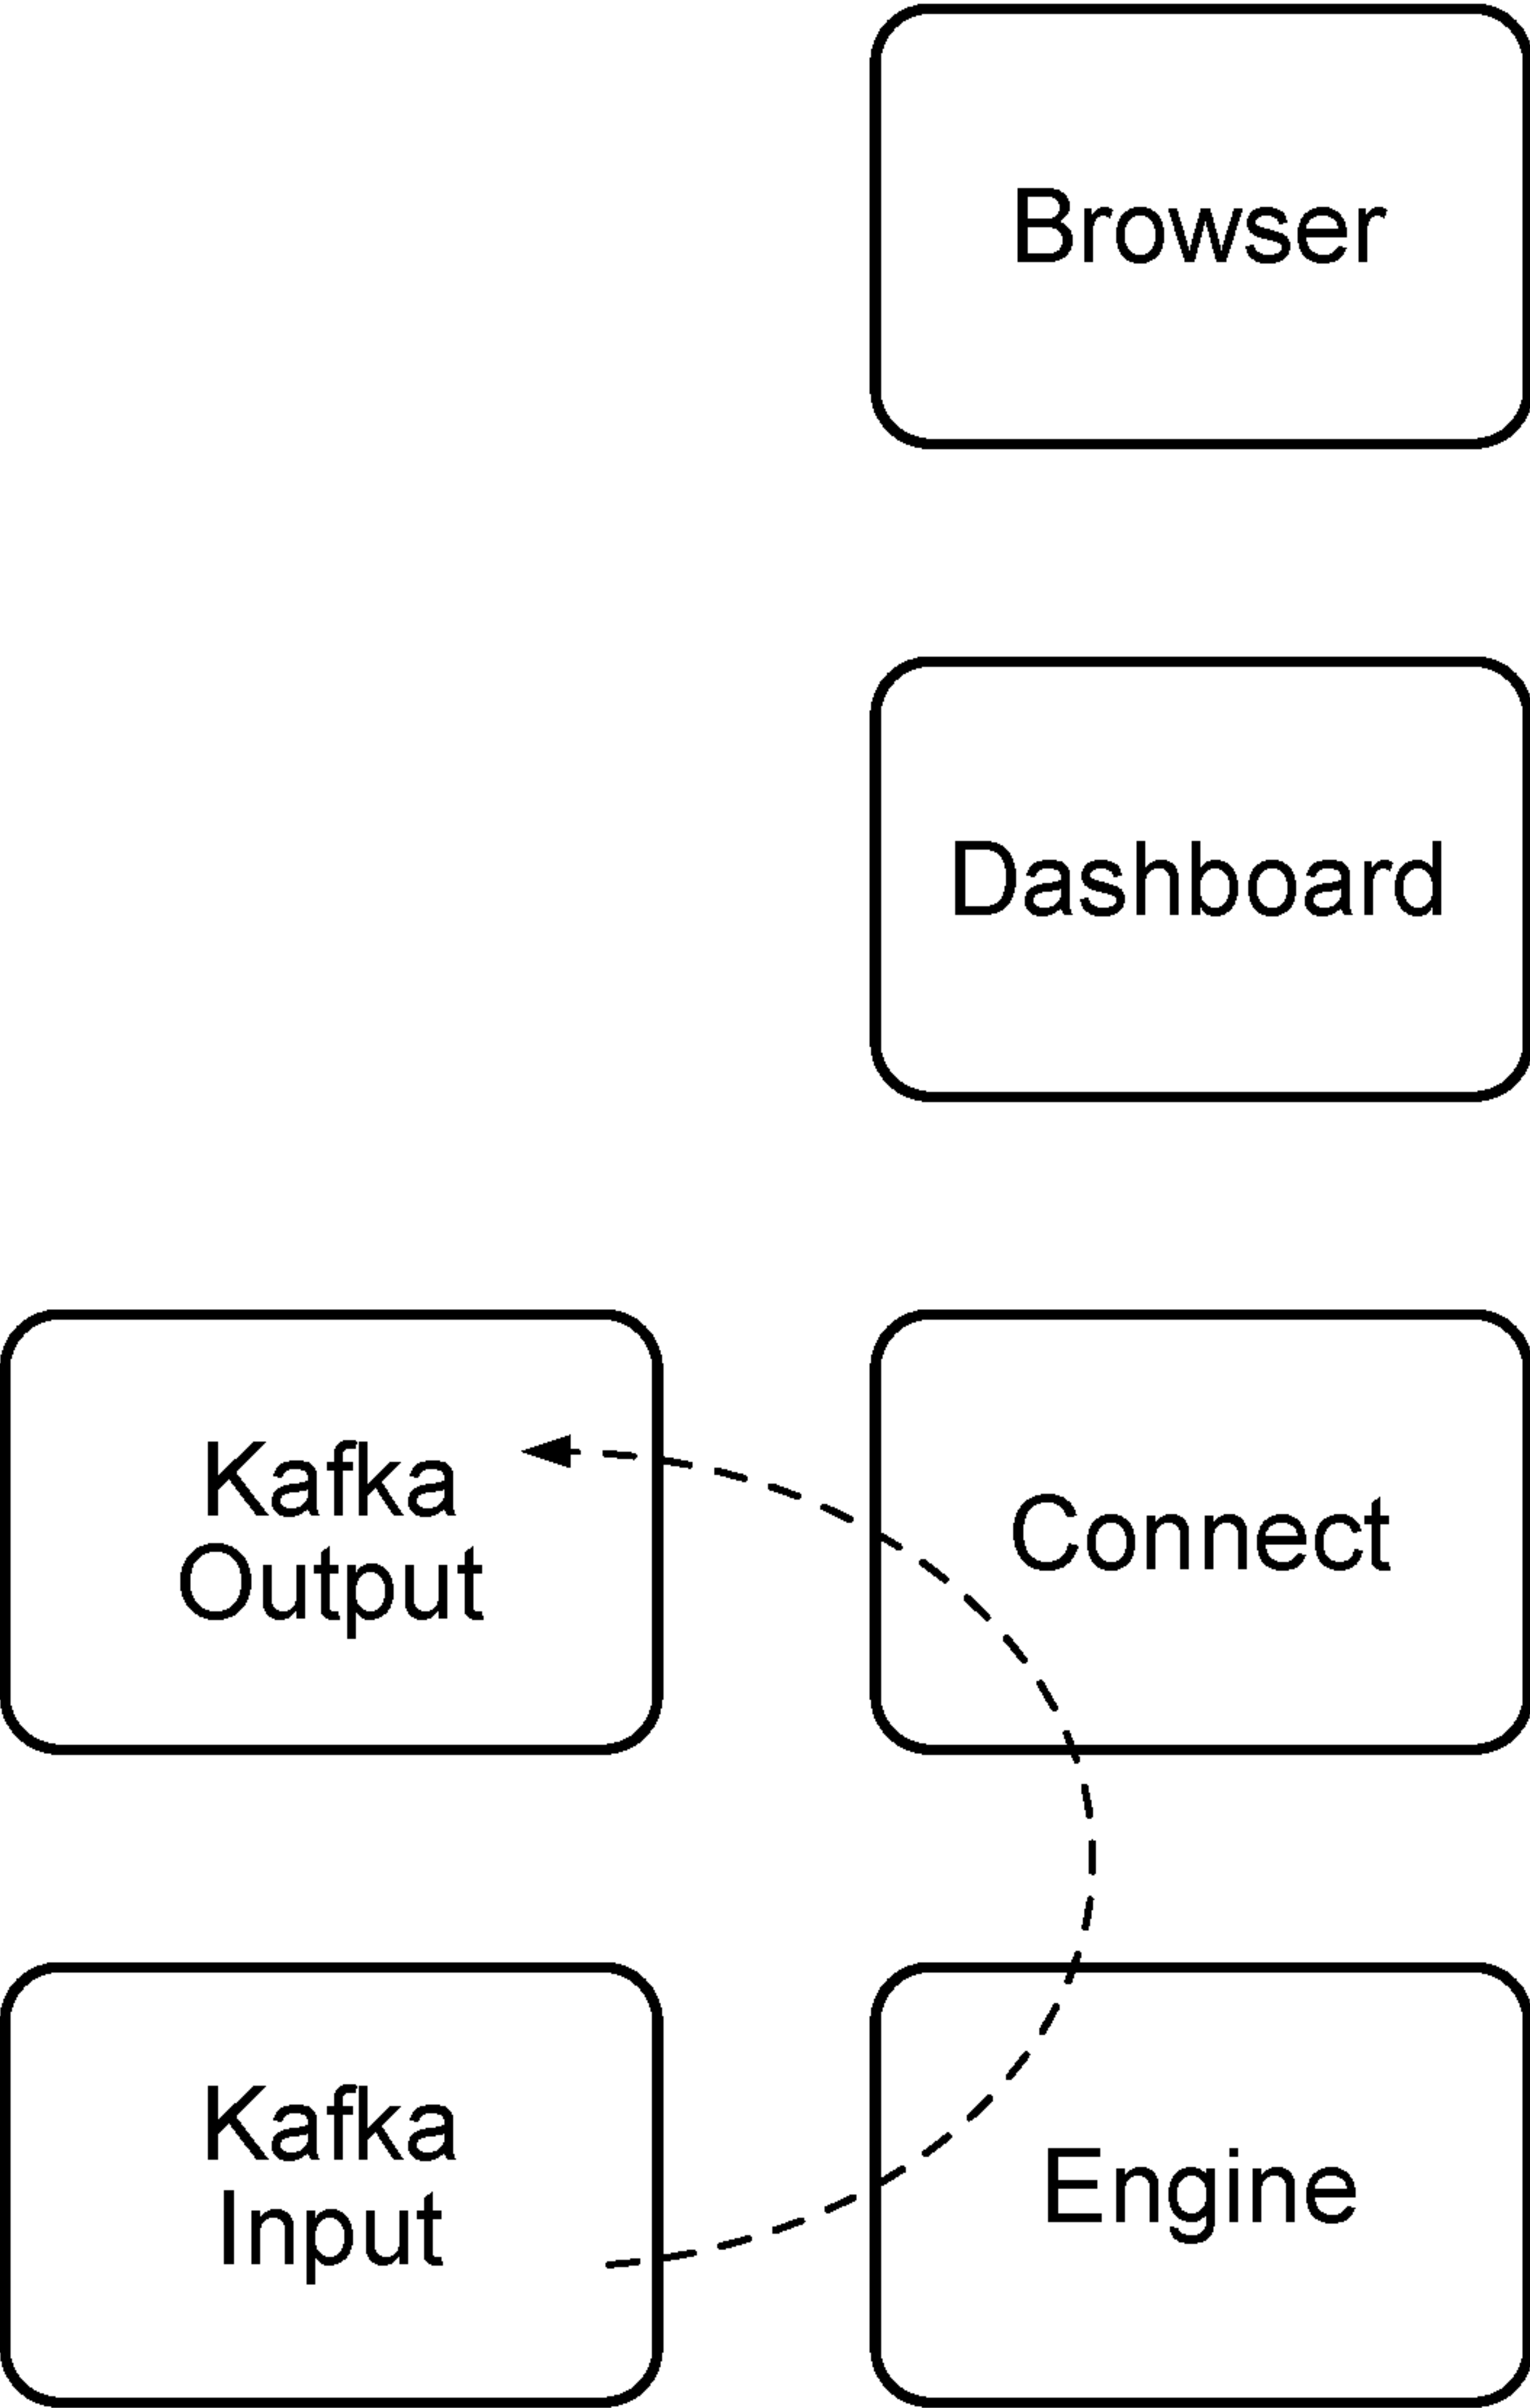 Browser
Dashboard
Kafka
Output
Connect
Kafka
Input
Engine